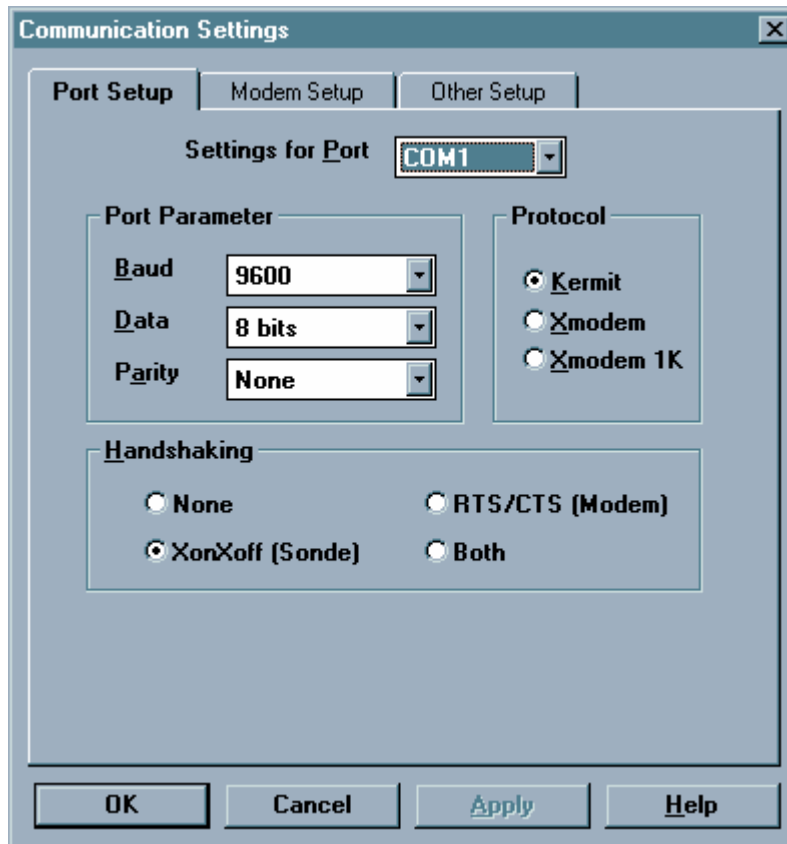 Communication Settings
Port Setup
Modem Setup
Other Setup
Settings for Port
COM1
Port Parameter
Baud
9600
Data
8 bits
Parity
None
Protocol
Kermit
Xmodem
Xmodem 1K
Handshaking
None
RTS/CTS (Modem)
XonXoff (Sonde)
Both
OK
Cancel
Apply
Help